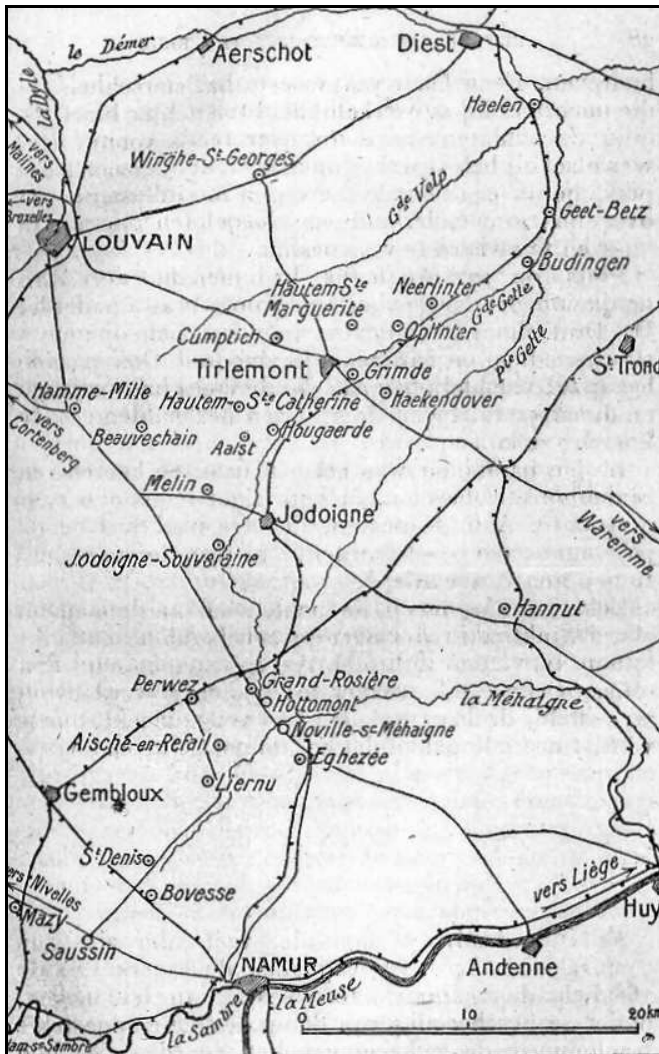 le Démer
Aerschot
Diest
la Dyle
Haelen
vers
Malines
Winghe-St-Georges
Gde Velp
vers
Bruxelles
LOUVAIN
Geet-Betz
Budingen
Hautem-Ste
Marguerite
Neerlinter
Gde Gette
Oplinter
Pte Gette
Cumptich
St Trond
Tirlemont
Grimde
Hamme-Mille
Hautem-Ste Catherine
Haekendover
vers
Cortenberg
Beauvechain
Aalst
Hougaerde
Melin
Jodoigne
vers
Waremme
Jodoigne-Souveraine
Hannut
Grand-Rosière
Perwez
Hottomont
la Méhaigne
Noville-s-Méhaigne
Aische-en-Refail
Eghezée
Liernu
Gembloux
St Denis
vers Liège
vers Nivelles
Bovesse
Huy
Mazy
Saussin
NAMUR
Andenne
la Sambre
la Meuse
0 10 20km